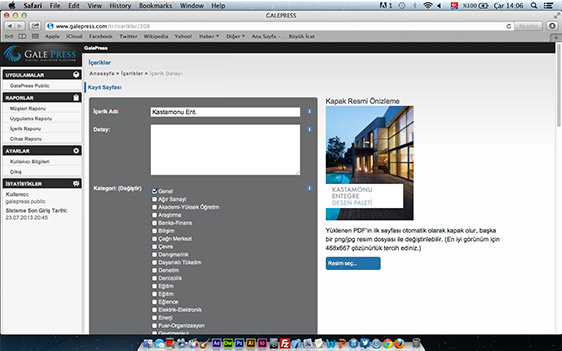 Safari File Edit View History Bookmarks Window Help
1
%100
Çar 14:06
GALEPRESS
www.galepress.com/tr/icerikler/208
Reader
Apple iCloud Facebook Twitter Wikipedia Yahoo! Haber Diğer Ana Sayfa - ...Büyük İcat
GALE PRESS
GalePress
İçerikler
Anasayfa > İçerikler > İçerik Detayı
Kayıt Sayfası
UYGULAMALAR
GalePress Public
RAPORLAR
Müşteri Raporu
Uygulama Raporu
İçerik Raporu
Cihaz Raporu
AYARLAR
Kullanıcı Bilgileri
Çıkış
İSTATİSTİKLER
Kullanıcı:
galepress public
Sisteme Son Giriş Tarihi:
23.07.2013 20:45
İçerik Adı:
Kastamonu Ent.
Detay:
Kategori: (Değiştir)
Genel
Ağır Sanayi
Akademi-Yüksek Öğretim
Araştırma
Banka-Finans
Bilişim
Çağrı Merkezi
Çevre
Danışmanlık
Dayanıklı Tüketim
Denetim
Denizcilik
Eğitim
Eğitim
Eğlence
Elektrik-Elektronik
Enerji
Fuar-Organizasyon
Gayrimenkul
Kapak Resmi Önizleme
KASTAMONU
ENTEGRE
DESEN PALETİ
Yüklenen PDF'in ilk sayfası otomatik olarak kapak olur, başka
bir png/jpg resim dosyası ile değiştirilebilir. (En iyi görünüm için
468x667 çözünürlük tercih ediniz.)
Resim seç...